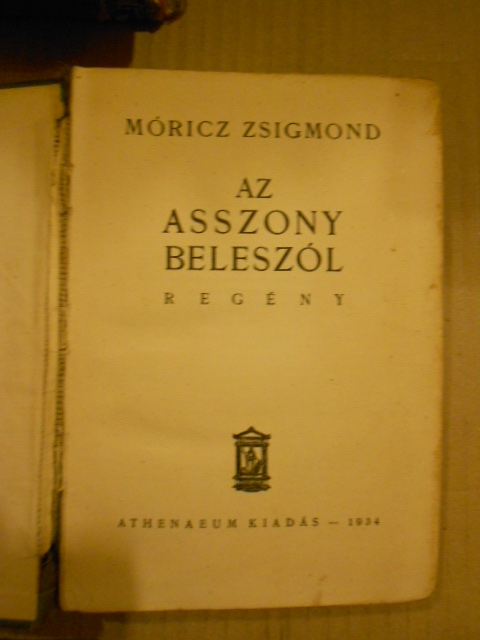 MÓRICZ ZSIGMOND
AZ
ASSZONY
BELESZÓL
REGÉNY
ATHENAEUM KIADÁS — 1934